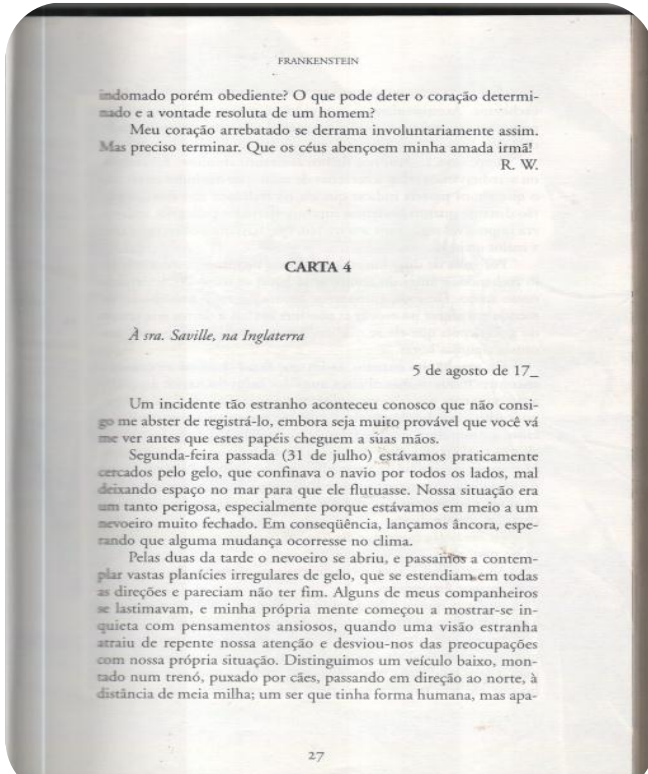 FRANKENSTEIN
indomado porém obediente? O que pode deter o coração determi-
nado e a vontade resoluta de um homem?
Meu coração arrebatado se derrama involuntariamente assim.
Mas preciso terminar. Que os céus abençoem minha amada irmã!
R. W.
CARTA 4
À sra. Saville, na Inglaterra
5 de agosto de 17_
Um incidente tão estranho aconteceu conosco que não consi-
go me abster de registrá-lo, embora seja muito provável que você vá
me ver antes que estes papéis cheguem a suas mãos.
Segunda-feira passada (31 de julho) estávamos praticamente
cercados pelo gelo, que confinava o navio por todos os lados, mal
deixando espaço no mar para que ele flutuasse. Nossa situação era
um tanto perigosa, especialmente porque estávamos em meio a um
nevoeiro muito fechado. Em conseqüência, lançamos âncora, espe-
rando que alguma mudança ocorresse no clima.
Pelas duas da tarde o nevoeiro se abriu, e passamos a contem-
plar vastas planícies irregulares de gelo, que se estendiam em todas
as direções e pareciam não ter fim. Alguns de meus companheiros
se lastimavam, e minha própria mente começou a mostrar-se in-
quieta com pensamentos ansiosos, quando uma visão estranha
atraiu de repente nossa atenção e desviou-nos das preocupações
com nossa própria situação. Distinguimos um veículo baixo, mon-
tado num trenó, puxado por cães, passando em direção ao norte, à
distância de meia milha; um ser que tinha forma humana, mas apa-
27